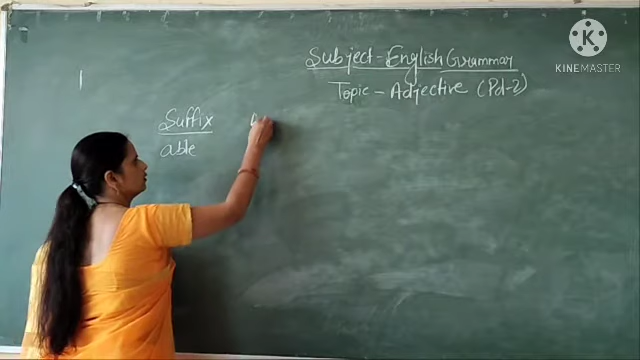 Subject - English Grammar
Topic - Adjective (Pd-2)
Suffix
able
KINEMASTER